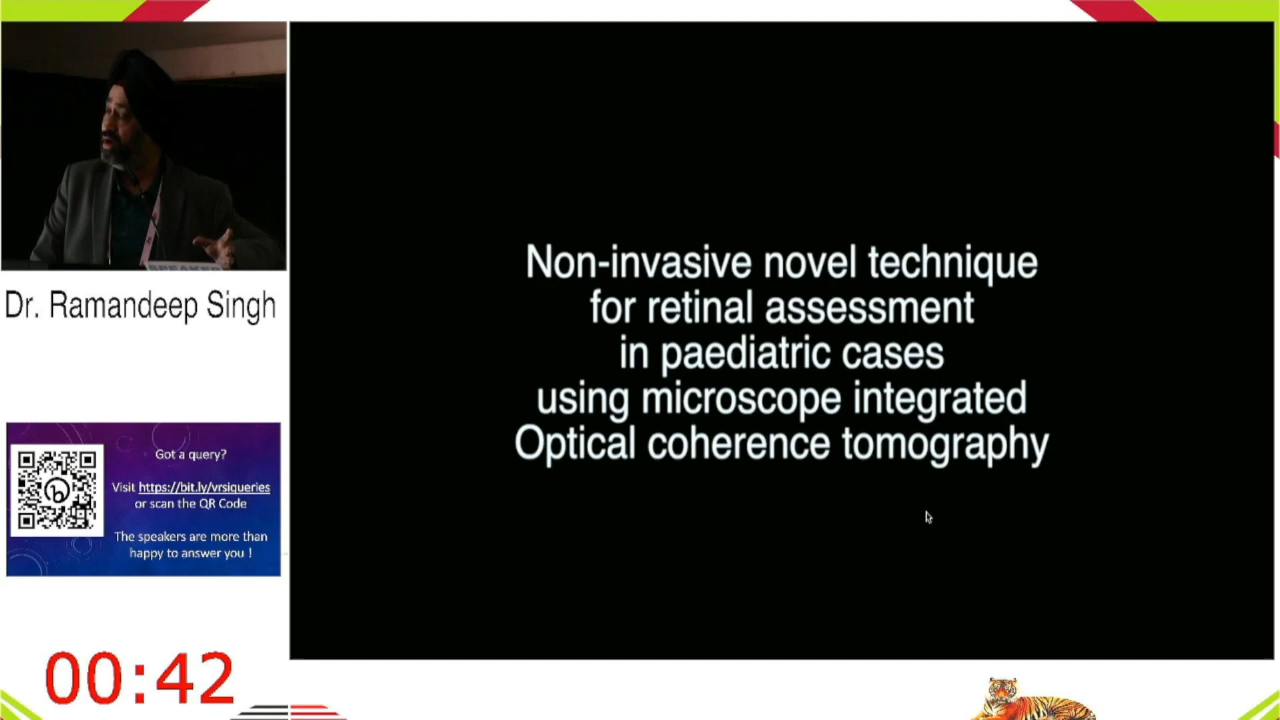 Dr. Ramandeep Singh
Got a query?
Visit https://bit.ly/vrsiqueries
or scan the QR Code
The speakers are more than
happy to answer you !
00:42
Non-invasive novel technique
for retinal assessment
in paediatric cases
using microscope integrated
Optical coherence tomography